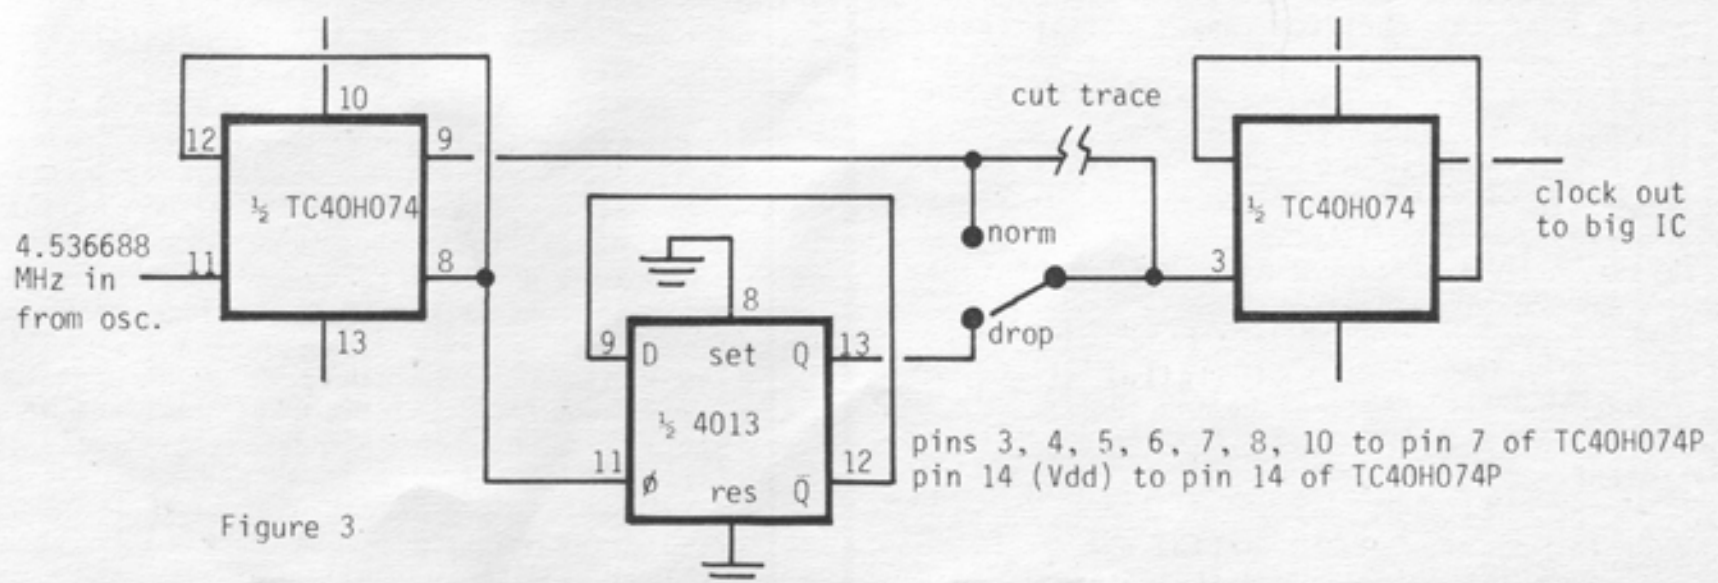 cut trace
10
12
9
½ TC40H074
4.536688
MHz in
from osc.
11
8
13
norm
drop
8
9
D set Q
13
½ 4013
11
12
ø res Q̅
3
½ TC40H074
clock out
to big IC
pins 3, 4, 5, 6, 7, 8, 10 to pin 7 of TC40H074P
pin 14 (Vdd) to pin 14 of TC40H074P
Figure 3